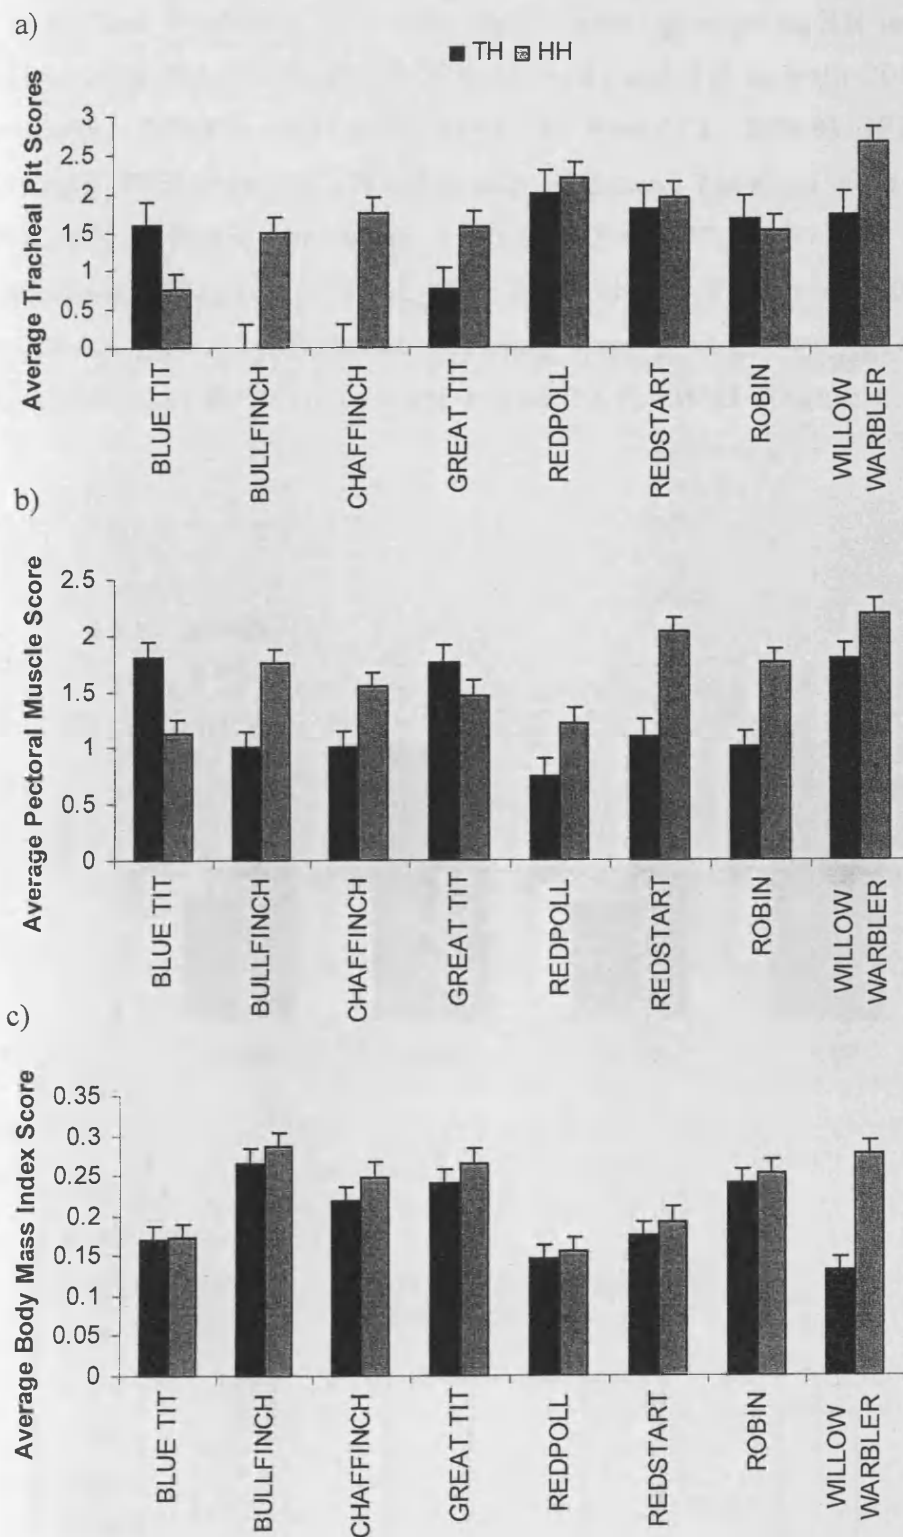 a)
TH HH
Average Tracheal Pit Scores
3
2.5
2
1.5
1
0.5
0
BLUE TIT
BULLFINCH
CHAFFINCH
GREAT TIT
REDPOLL
REDSTART
ROBIN
WILLOW
WARBLER
b)
Average Pectoral Muscle Score
2.5
2
1.5
1
0.5
0
BLUE TIT
BULLFINCH
CHAFFINCH
GREAT TIT
REDPOLL
REDSTART
ROBIN
WILLOW
WARBLER
c)
Average Body Mass Index Score
0.35
0.3
0.25
0.2
0.15
0.1
0.05
0
BLUE TIT
BULLFINCH
CHAFFINCH
GREAT TIT
REDPOLL
REDSTART
ROBIN
WILLOW
WARBLER